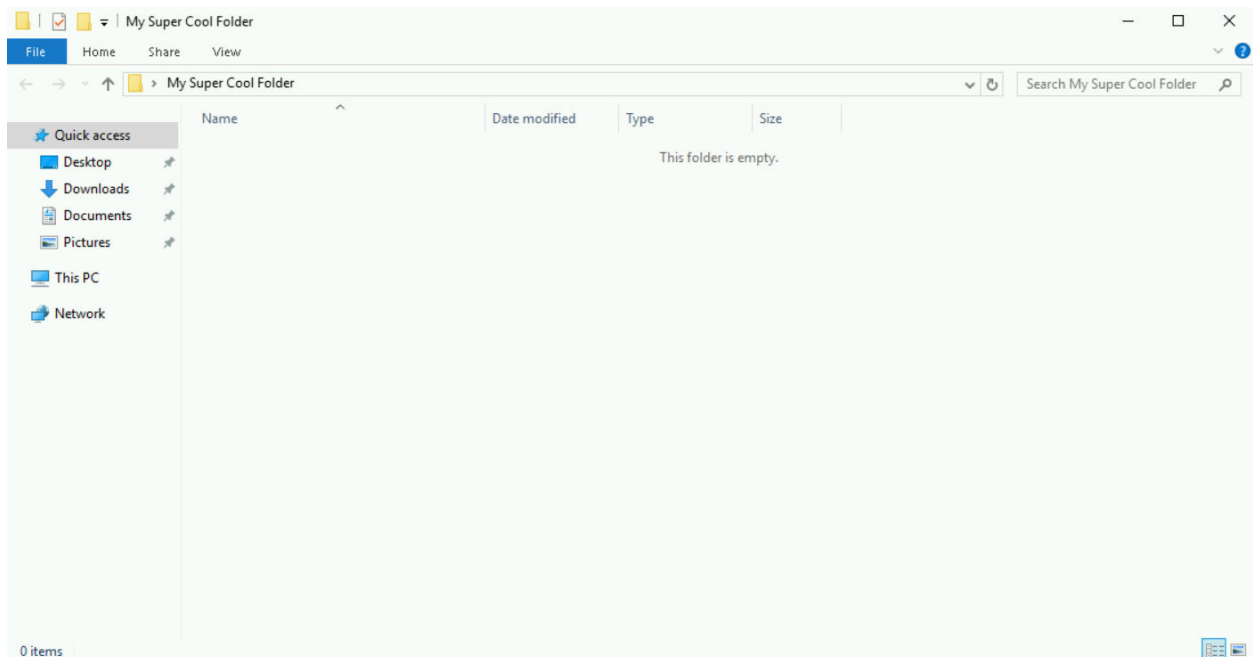 My Super Cool Folder
File Home Share View ?
My Super Cool Folder Search My Super Cool Folder
Name Date modified Type Size
This folder is empty.
Quick access
Desktop
Downloads
Documents
Pictures
This PC
Network
0 items